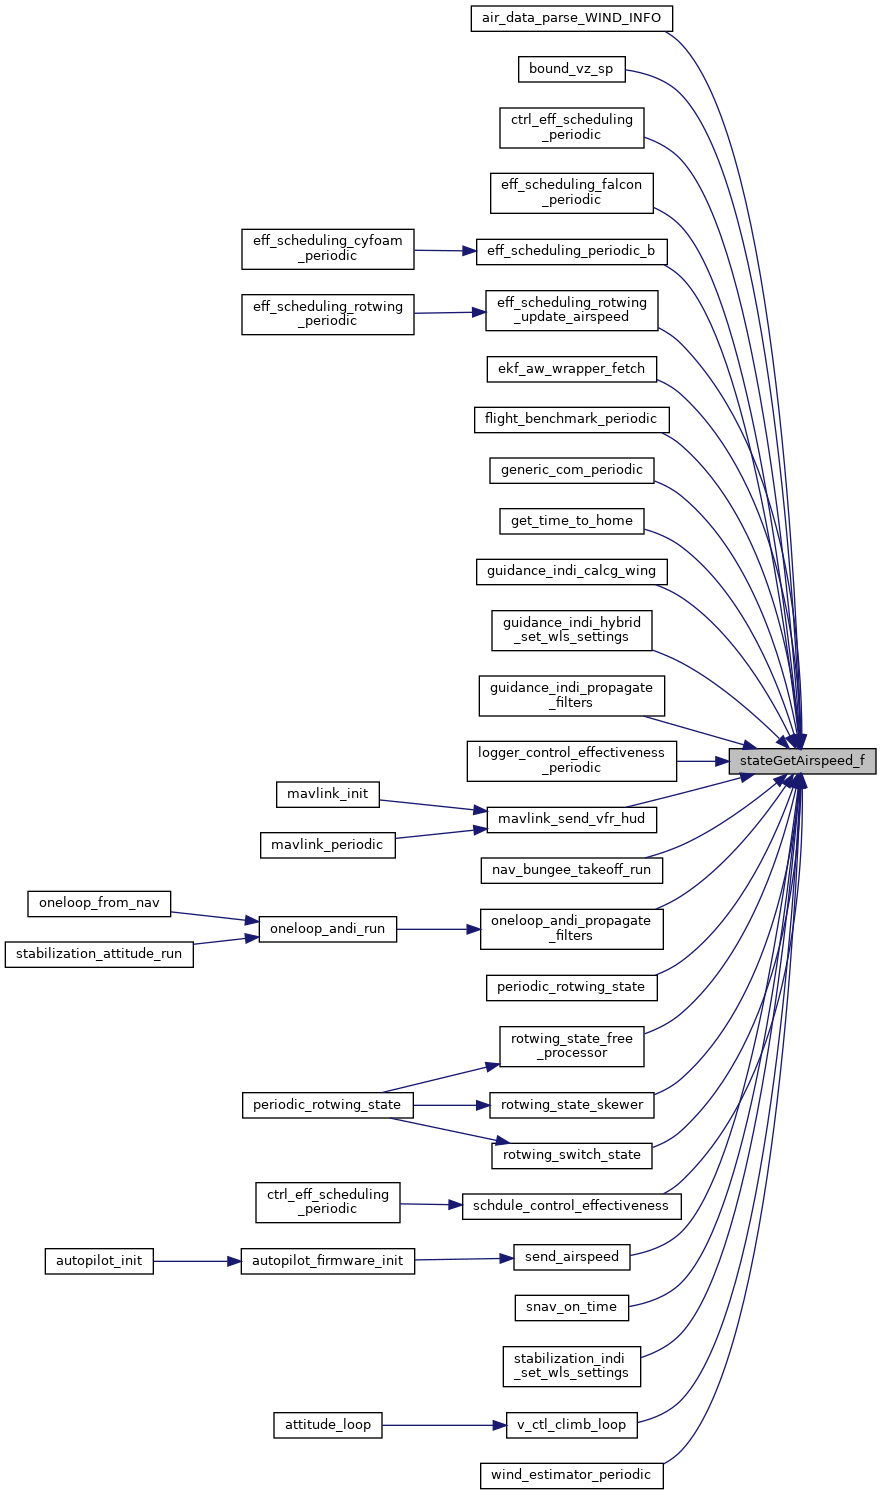 air_data_parse_WIND_INFO
bound_vz_sp
ctrl_eff_scheduling
_periodic
eff_scheduling_falcon
_periodic
eff_scheduling_cyfoam
_periodic
eff_scheduling_periodic_b
eff_scheduling_rotwing
_periodic
eff_scheduling_rotwing
_update_airspeed
ekf_aw_wrapper_fetch
flight_benchmark_periodic
generic_com_periodic
get_time_to_home
guidance_indi_calcg_wing
guidance_indi_hybrid
_set_wls_settings
guidance_indi_propagate
_filters
logger_control_effectiveness
_periodic
stateGetAirspeed_f
mavlink_init
mavlink_periodic
mavlink_send_vfr_hud
nav_bungee_takeoff_run
oneloop_from_nav
stabilization_attitude_run
oneloop_andi_run
oneloop_andi_propagate
_filters
periodic_rotwing_state
rotwing_state_free
_processor
periodic_rotwing_state
rotwing_state_skewer
rotwing_switch_state
ctrl_eff_scheduling
_periodic
schdule_control_effectiveness
autopilot_init
autopilot_firmware_init
send_airspeed
snav_on_time
stabilization_indi
_set_wls_settings
attitude_loop
v_ctl_climb_loop
wind_estimator_periodic